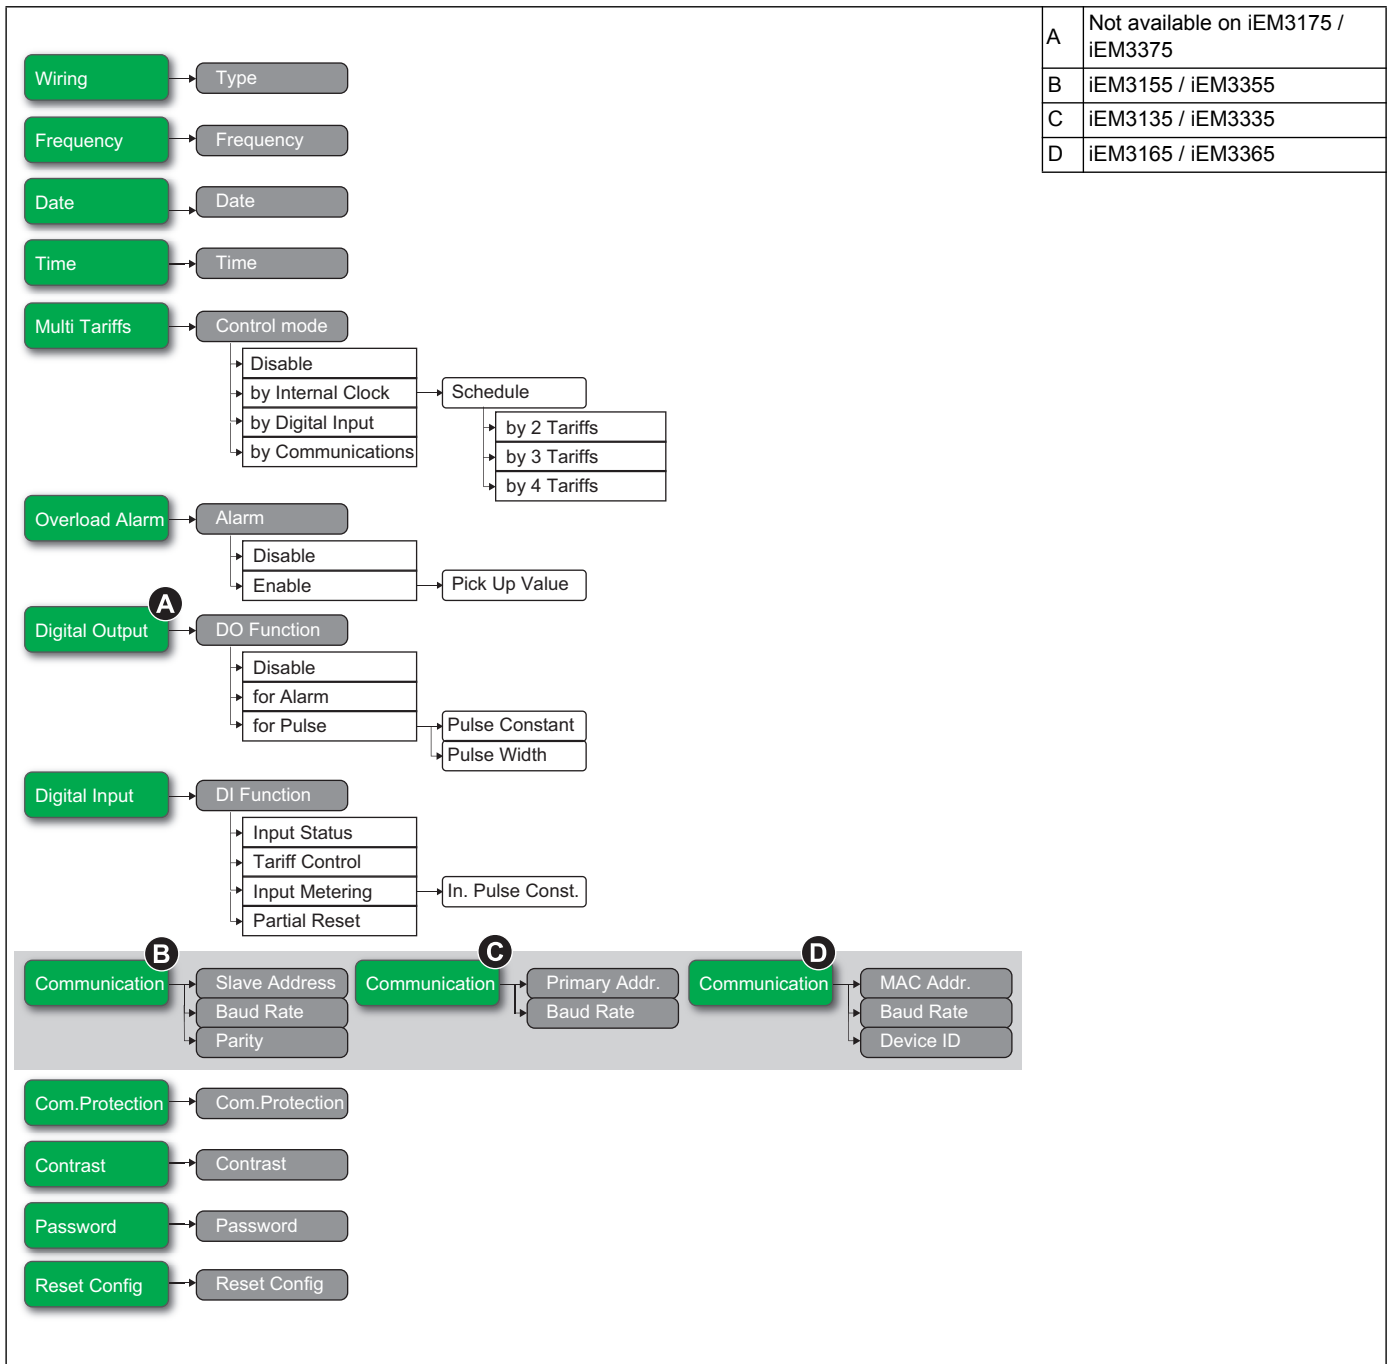 A Not available on iEM3175 /
iEM3375
B iEM3155 / iEM3355
C iEM3135 / iEM3335
D iEM3165 / iEM3365
Wiring Type
Frequency Frequency
Date Date
Time Time
Multi Tariffs Control mode
Disable
by Internal Clock Schedule
by Digital Input
by Communications
by 2 Tariffs
by 3 Tariffs
by 4 Tariffs
Overload Alarm Alarm
Disable
Enable Pick Up Value
A
Digital Output DO Function
Disable
for Alarm
for Pulse Pulse Constant
Pulse Width
Digital Input DI Function
Input Status
Tariff Control
Input Metering In. Pulse Const.
Partial Reset
B
Communication Slave Address
Baud Rate
Parity
C
Communication Primary Addr.
Baud Rate
D
Communication MAC Addr.
Baud Rate
Device ID
Com.Protection Com.Protection
Contrast Contrast
Password Password
Reset Config Reset Config